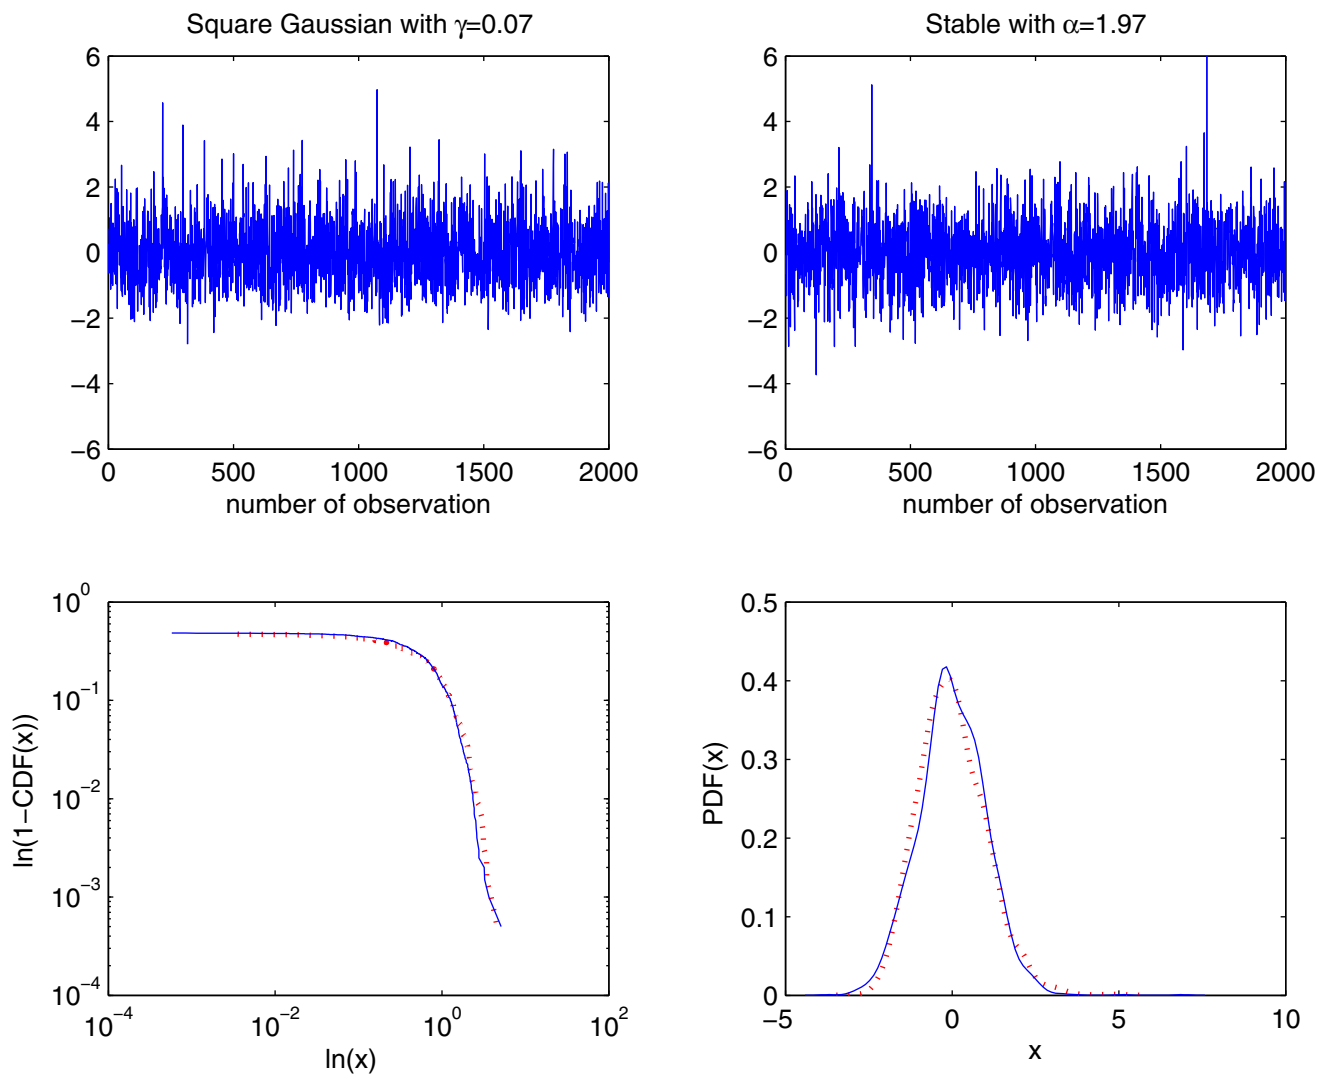 Square Gaussian with γ=0.07
6
4
2
0
−2
−4
−6
0 500 1000 1500 2000
number of observation
Stable with α=1.97
6
4
2
0
−2
−4
−6
0 500 1000 1500 2000
number of observation
ln(1−CDF(x))
10^0
10^−1
10^−2
10^−3
10^−4
10^−4 10^−2 10^0 10^2
ln(x)
PDF(x)
0.5
0.4
0.3
0.2
0.1
0
−5 0 5 10
x